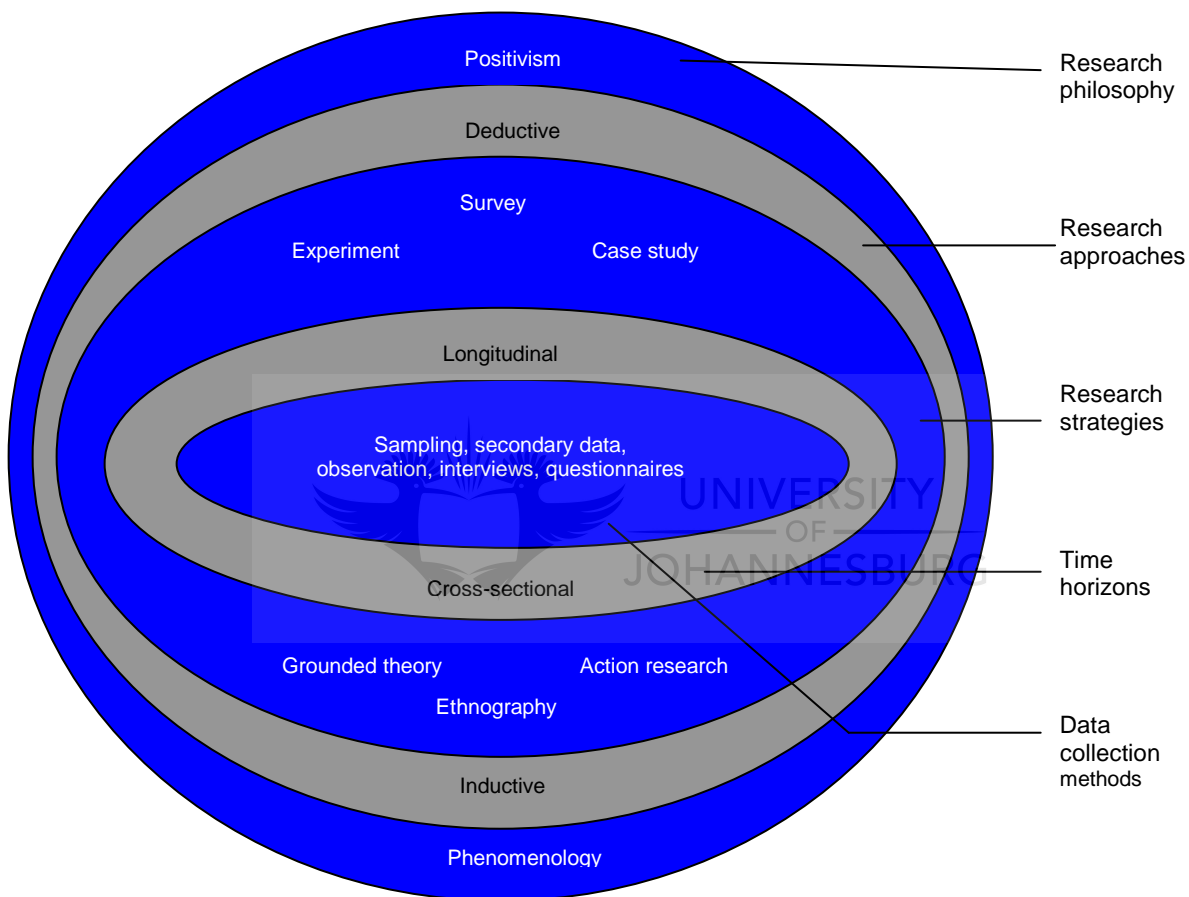 Positivism
Research
philosophy
Deductive
Survey
Experiment
Case study
Research
approaches
Longitudinal
Research
strategies
Sampling, secondary data,
observation, interviews, questionnaires
UNIVERSITY
OF
JOHANNESBURG
Cross-sectional
Time
horizons
Grounded theory
Action research
Ethnography
Data
collection
methods
Inductive
Phenomenology